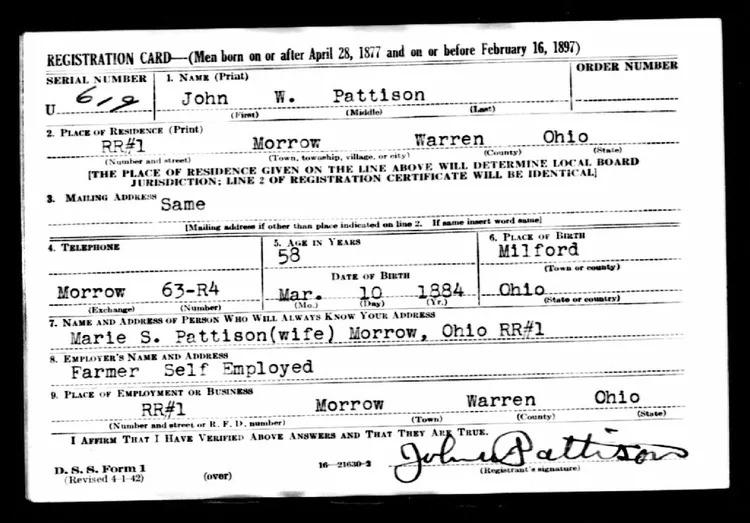 REGISTRATION CARD—(Men born on or after April 28, 1877 and on or before February 16, 1897)
SERIAL NUMBER 1. NAME (Print) ORDER NUMBER
U John W. Pattison
(First) (Middle) (Last)
2. PLACE OF RESIDENCE (Print)
RR#1 Morrow Warren Ohio
(Number and street) (Town, township, village, or city) (County) (State)
[THE PLACE OF RESIDENCE GIVEN ON THE LINE ABOVE WILL DETERMINE LOCAL BOARD
JURISDICTION; LINE 2 OF REGISTRATION CERTIFICATE WILL BE IDENTICAL]
3. MAILING ADDRESS Same
[Mailing address if other than place indicated on line 2. If same insert word same]
4. TELEPHONE 5. AGE IN YEARS 6. PLACE OF BIRTH
58 Milford
DATE OF BIRTH (Town or county)
Morrow 63-R4 Mar. 10 1884 Ohio
(Exchange) (Number) (Mo.) (Day) (Yr.) (State or country)
7. NAME AND ADDRESS OF PERSON WHO WILL ALWAYS KNOW YOUR ADDRESS
Marie S. Pattison(wife) Morrow, Ohio RR#1
8. EMPLOYER'S NAME AND ADDRESS
Farmer Self Employed
9. PLACE OF EMPLOYMENT OR BUSINESS
RR#1 Morrow Warren Ohio
(Number and street or R. F. D. number) (Town) (County) (State)
I AFFIRM THAT I HAVE VERIFIED ABOVE ANSWERS AND THAT THEY ARE TRUE.
D. S. S. Form 1 16—21630-2 John W Pattison
(Revised 4-1-42) (over) (Registrant's signature)